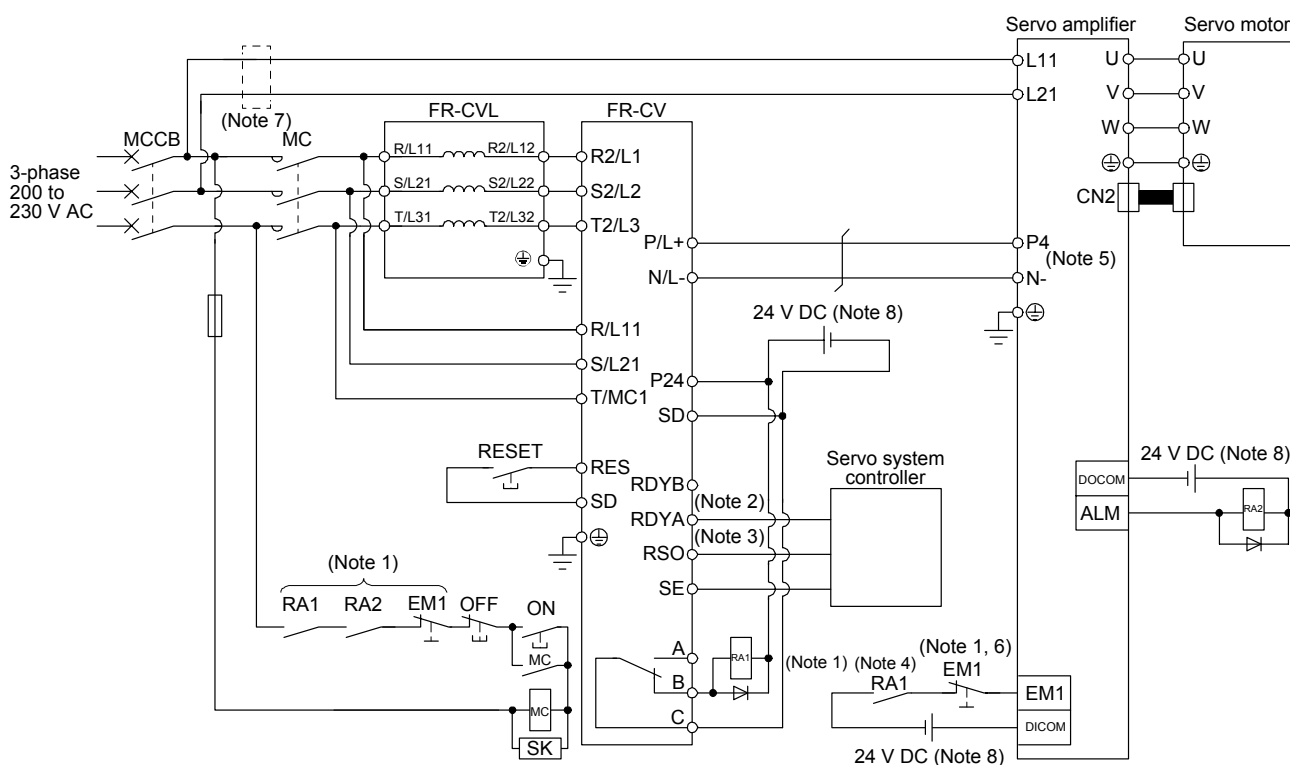 Servo amplifier
Servo motor
L11
U
U
L21
V
V
(Note 7)
FR-CVL
FR-CV
W
W
MCCB
MC
R/L11
R2/L12
R2/L1
3-phase
200 to
230 V AC
S/L21
S2/L22
S2/L2
CN2
T/L31
T2/L32
T2/L3
P/L+
P4
(Note 5)
N/L-
N-
24 V DC (Note 8)
R/L11
S/L21
P24
T/MC1
SD
RESET
RES
SD
RDYB
(Note 2)
RDYA
(Note 3)
RSO
SE
Servo system
controller
24 V DC (Note 8)
DOCOM
ALM
RA2
(Note 1)
RA1
RA2
EM1
OFF
ON
MC
MC
SK
A
B
C
RA1
(Note 1)
(Note 4)
RA1
(Note 1, 6)
EM1
EM1
DICOM
24 V DC (Note 8)